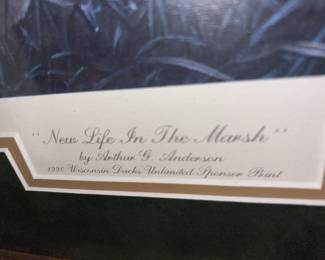 "New Life In The Marsh"
by Arthur G. Anderson
1990 Wisconsin Ducks Unlimited Sponsor Print